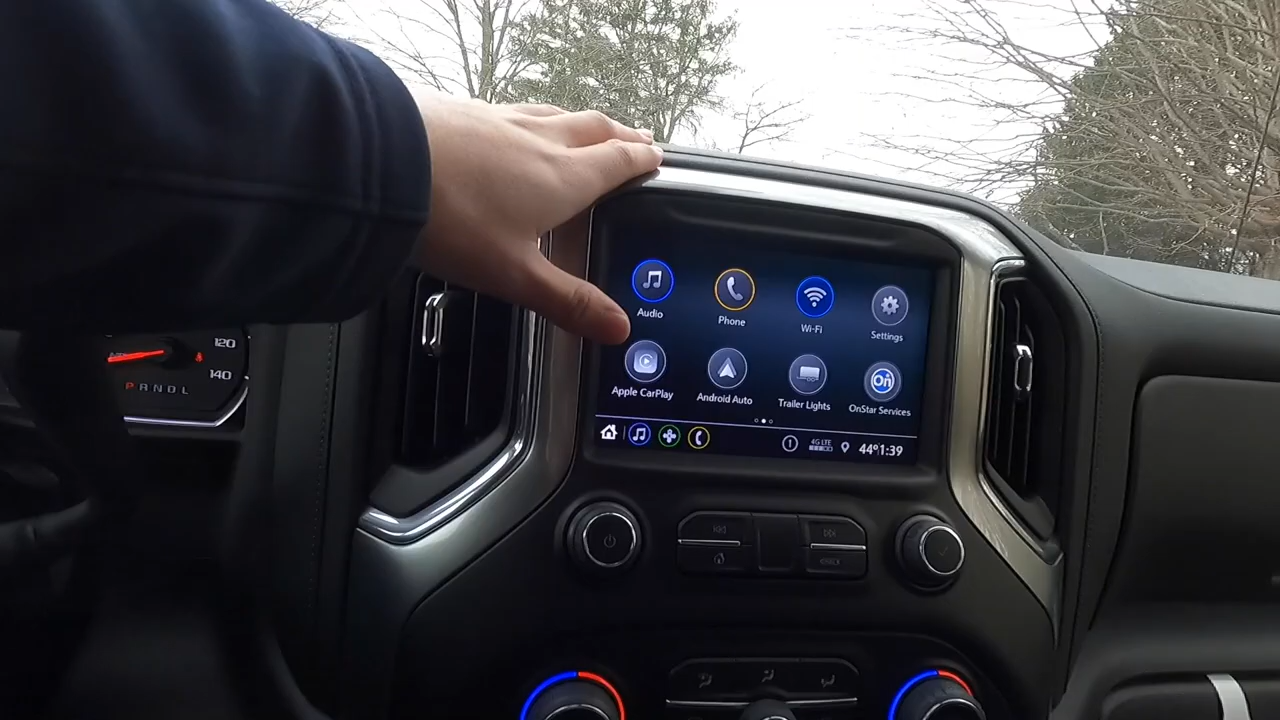 Audio
Phone
Wi-Fi
Settings
Apple CarPlay
Android Auto
Trailer Lights
OnStar Services
On
1
4G LTE
44° 1:39
120
140
PRNDL